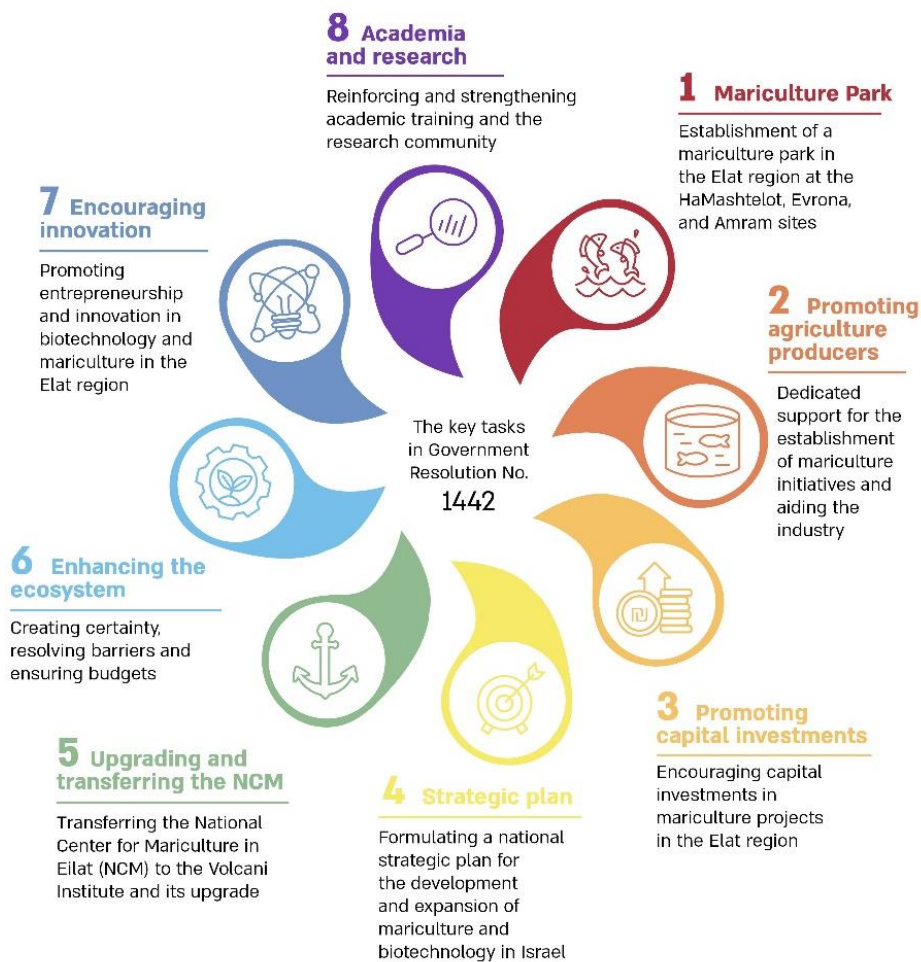 8 Academia
and research
Reinforcing and strengthening
academic training and the
research community
1 Mariculture Park
Establishment of a
mariculture park in
the Elat region at the
HaMashtelot, Evrona,
and Amram sites
2 Promoting
agriculture
producers
Dedicated
support for the
establishment
of mariculture
initiatives and
aiding the
industry
3 Promoting
capital investments
Encouraging capital
investments in
mariculture projects
in the Elat region
4 Strategic plan
Formulating a national
strategic plan for
the development
and expansion of
mariculture and
biotechnology in Israel
5 Upgrading and
transferring the NCM
Transferring the National
Center for Mariculture in
Eilat (NCM) to the Volcani
Institute and its upgrade
6 Enhancing the
ecosystem
Creating certainty,
resolving barriers and
ensuring budgets
7 Encouraging
innovation
Promoting
entrepreneurship
and innovation in
biotechnology and
mariculture in the
Elat region
The key tasks
in Government
Resolution No.
1442
₪